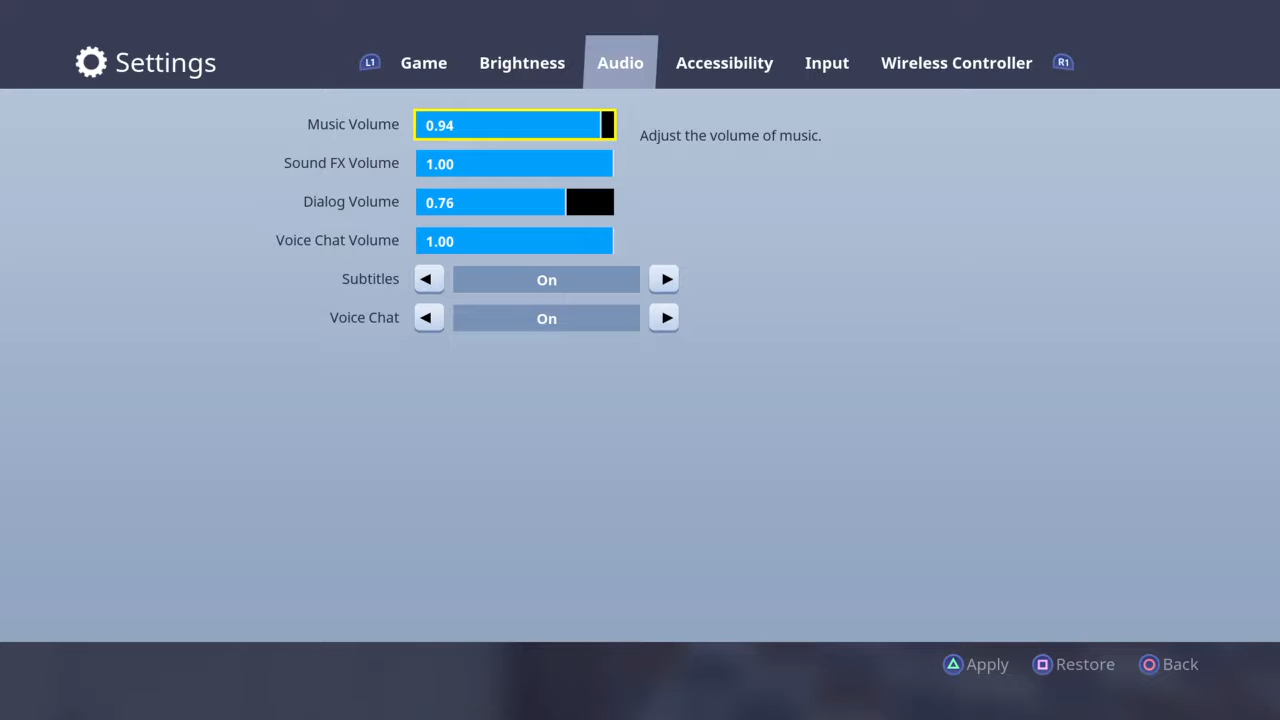 Settings
L1 Game Brightness Audio Accessibility Input Wireless Controller R1
Music Volume 0.94
Adjust the volume of music.
Sound FX Volume 1.00
Dialog Volume 0.76
Voice Chat Volume 1.00
Subtitles On
Voice Chat On
Apply Restore Back